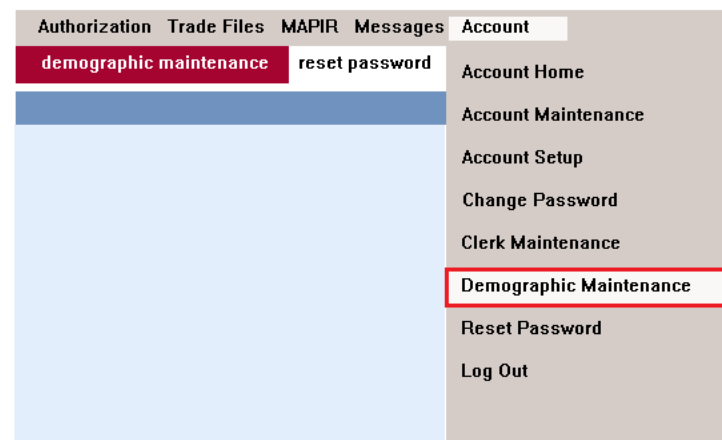 Authorization Trade Files MAPIR Messages Account
demographic maintenance reset password
Account Home
Account Maintenance
Account Setup
Change Password
Clerk Maintenance
Demographic Maintenance
Reset Password
Log Out